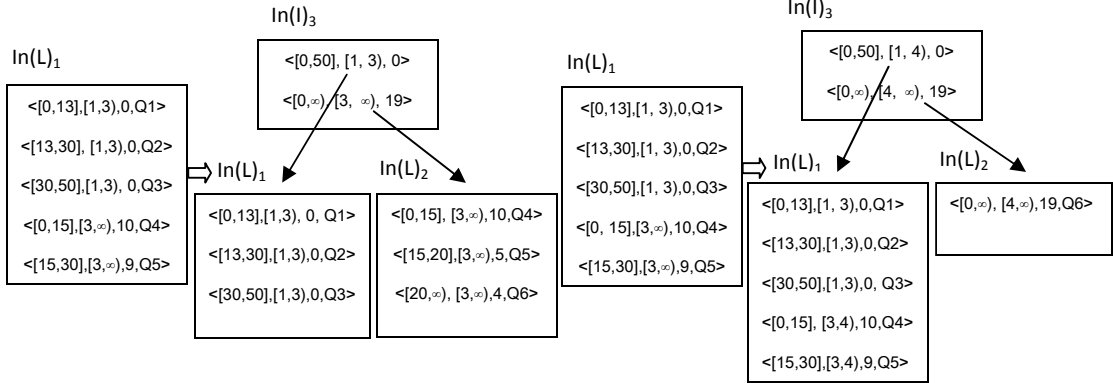 In(I)3
<[0,50], [1, 3), 0>
<[0,∞), [3, ∞), 19>
In(L)1
<[0,13],[1,3),0,Q1>
<[13,30], [1,3),0,Q2>
<[30,50],[1,3), 0,Q3>
<[0,15],[3,∞),10,Q4>
<[15,30],[3,∞),9,Q5>
In(L)1
<[0,13],[1,3), 0, Q1>
<[13,30],[1,3),0,Q2>
<[30,50],[1,3),0,Q3>
In(L)2
<[0,15], [3,∞),10,Q4>
<[15,20],[3,∞),5,Q5>
<[20,∞), [3,∞),4,Q6>
In(I)3
<[0,50], [1, 4), 0>
<[0,∞), [4, ∞), 19>
In(L)1
<[0,13],[1, 3),0,Q1>
<[13,30],[1, 3),0,Q2>
<[30,50],[1, 3),0,Q3>
<[0, 15],[3,∞),10,Q4>
<[15,30],[3,∞),9,Q5>
In(L)1
<[0,13],[1, 3),0,Q1>
<[13,30],[1,3),0,Q2>
<[30,50],[1,3),0, Q3>
<[0,15], [3,4),10,Q4>
<[15,30],[3,4),9,Q5>
In(L)2
<[0,∞), [4,∞),19,Q6>